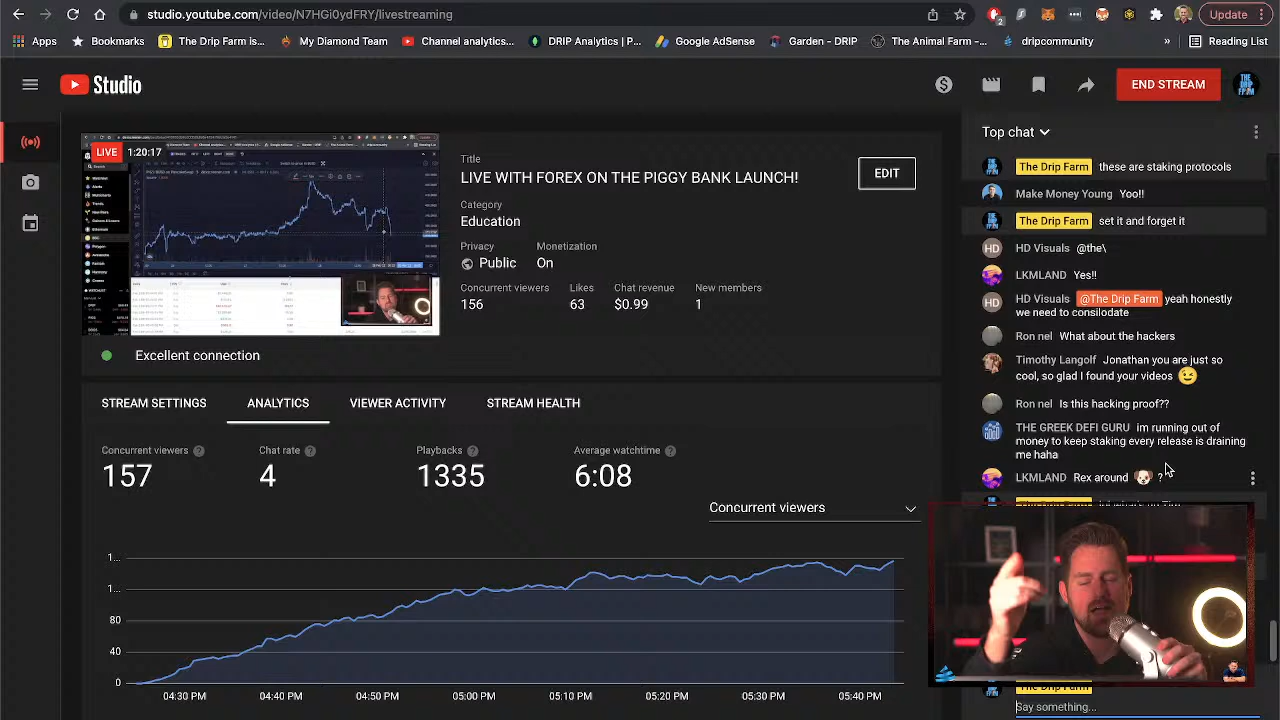 studio.youtube.com/video/N7HGi0ydFRY/livestreaming
2
Update
Apps
Bookmarks
The Drip Farm is...
My Diamond Team
Channel analytics...
DRIP Analytics | P...
Google AdSense
Garden - DRIP
The Animal Farm -...
dripcommunity
»
Reading List
Studio
END STREAM
THE DRIP FARM
LIVE
1:20:17
LIVE WITH FOREX ON THE PIGGY BANK LAUNCH!
EDIT
Category
Education
Privacy
Monetization
Public
On
Concurrent viewers
Likes
Chat revenue
New members
156
63
$0.99
1
Excellent connection
STREAM SETTINGS
ANALYTICS
VIEWER ACTIVITY
STREAM HEALTH
Concurrent viewers
Chat rate
Playbacks
Average watchtime
157
4
1335
6:08
Concurrent viewers
1...
1...
80
40
0
04:30 PM
04:40 PM
04:50 PM
05:00 PM
05:10 PM
05:20 PM
05:30 PM
05:40 PM
Top chat
The Drip Farm these are staking protocols
Make Money Young Yo!!
The Drip Farm set it and forget it
HD Visuals @the\
LKMLAND Yes!!
HD Visuals @The Drip Farm yeah honesty
we need to compensate
Ron nel What about the hackers
Timothy Langolf Jonathan you are just so
cool, so glad I found your videos 😉
Ron nel Is this hacking proof??
THE GREEK DEFI GURU im running out of
money to keep staking every release is draining
me haha
LKMLAND Rex around 🐶 ?
The Drip Farm
Say something...